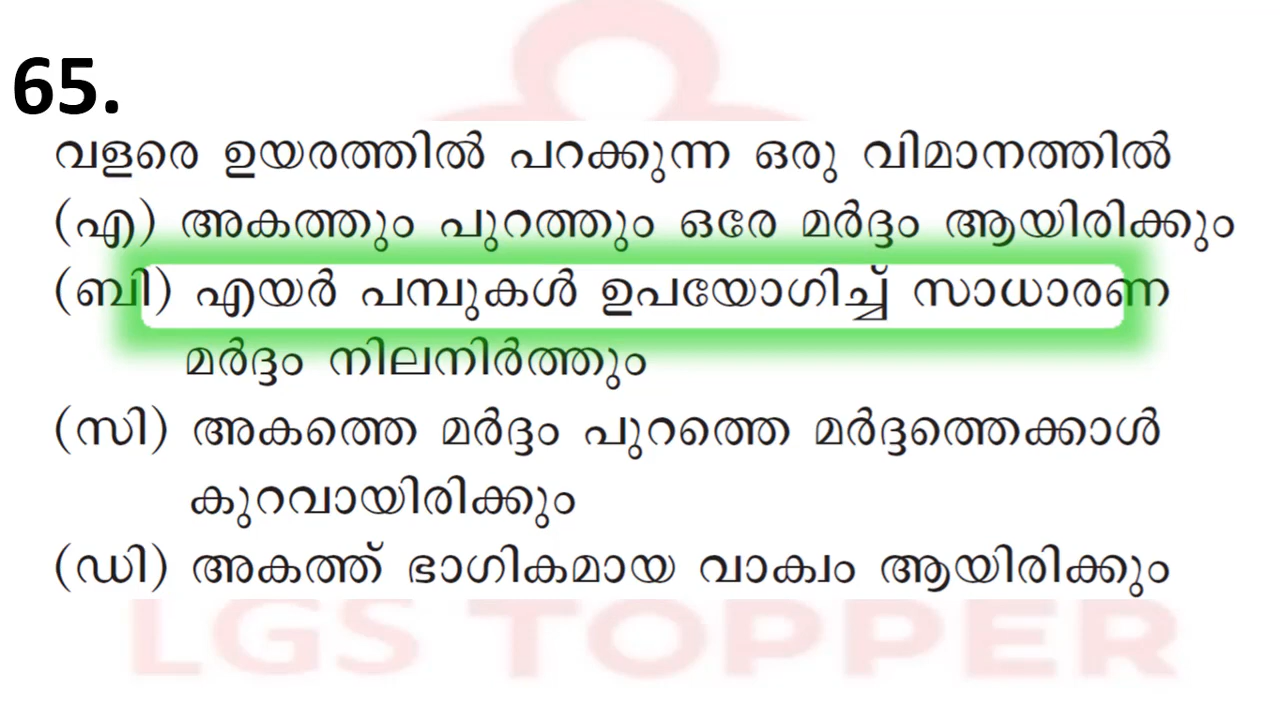 65.
വളരെ ഉയരത്തിൽ പറക്കുന്ന ഒരു വിമാനത്തിൽ
(എ) അകത്തും പുറത്തും ഒരേ മർദ്ദം ആയിരിക്കും
(ബി) എയർ പമ്പുകൾ ഉപയോഗിച്ച് സാധാരണ
മർദ്ദം നിലനിർത്തും
(സി) അകത്തെ മർദ്ദം പുറത്തെ മർദ്ദത്തെക്കാൾ
കുറവായിരിക്കും
(ഡി) അകത്ത് ഭാഗികമായ വാക്വം ആയിരിക്കും
LGS TOPPER